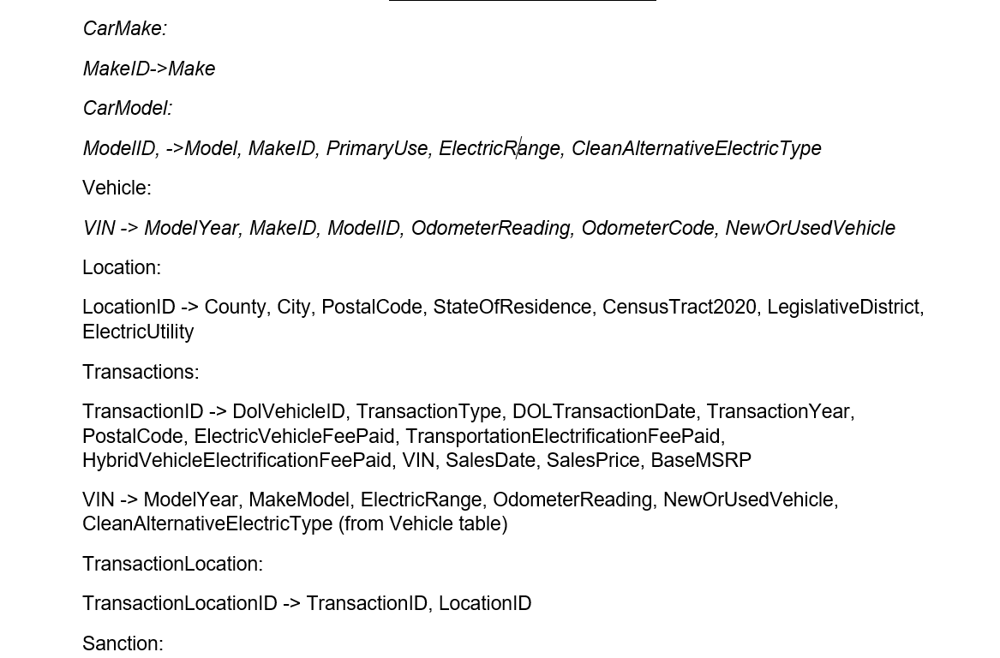 CarMake:
MakeID->Make
CarModel:
ModelID, ->Model, MakeID, PrimaryUse, ElectricRange, CleanAlternativeElectricType
Vehicle:
VIN -> ModelYear, MakeID, ModelID, OdometerReading, OdometerCode, NewOrUsedVehicle
Location:
LocationID -> County, City, PostalCode, StateOfResidence, CensusTract2020, LegislativeDistrict,
ElectricUtility
Transactions:
TransactionID -> DolVehicleID, TransactionType, DOLTransactionDate, TransactionYear,
PostalCode, ElectricVehicleFeePaid, TransportationElectrificationFeePaid,
HybridVehicleElectrificationFeePaid, VIN, SalesDate, SalesPrice, BaseMSRP
VIN -> ModelYear, MakeModel, ElectricRange, OdometerReading, NewOrUsedVehicle,
CleanAlternativeElectricType (from Vehicle table)
TransactionLocation:
TransactionLocationID -> TransactionID, LocationID
Sanction: